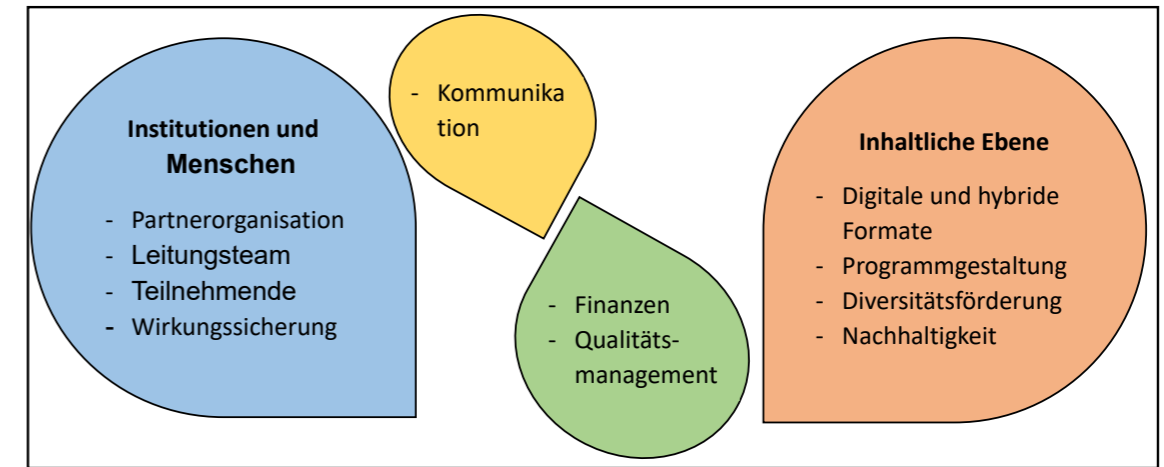 Institutionen und
Menschen
- Partnerorganisation
- Leitungsteam
- Teilnehmende
- Wirkungssicherung
- Kommunika
tion
- Finanzen
- Qualitäts-
management
Inhaltliche Ebene
- Digitale und hybride
Formate
- Programmgestaltung
- Diversitätsförderung
- Nachhaltigkeit